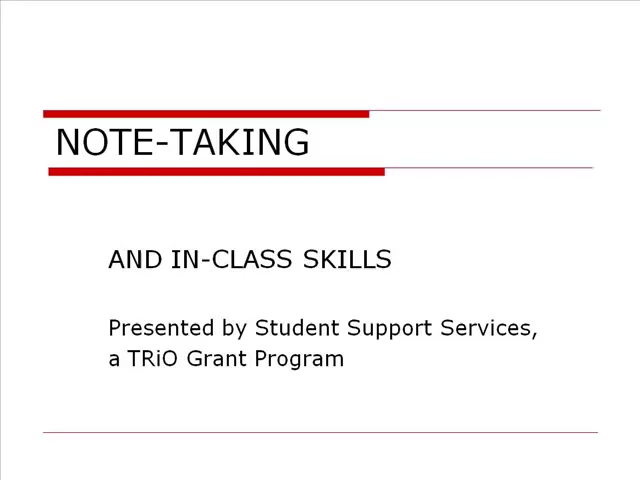 NOTE-TAKING
AND IN-CLASS SKILLS
Presented by Student Support Services,
a TRiO Grant Program